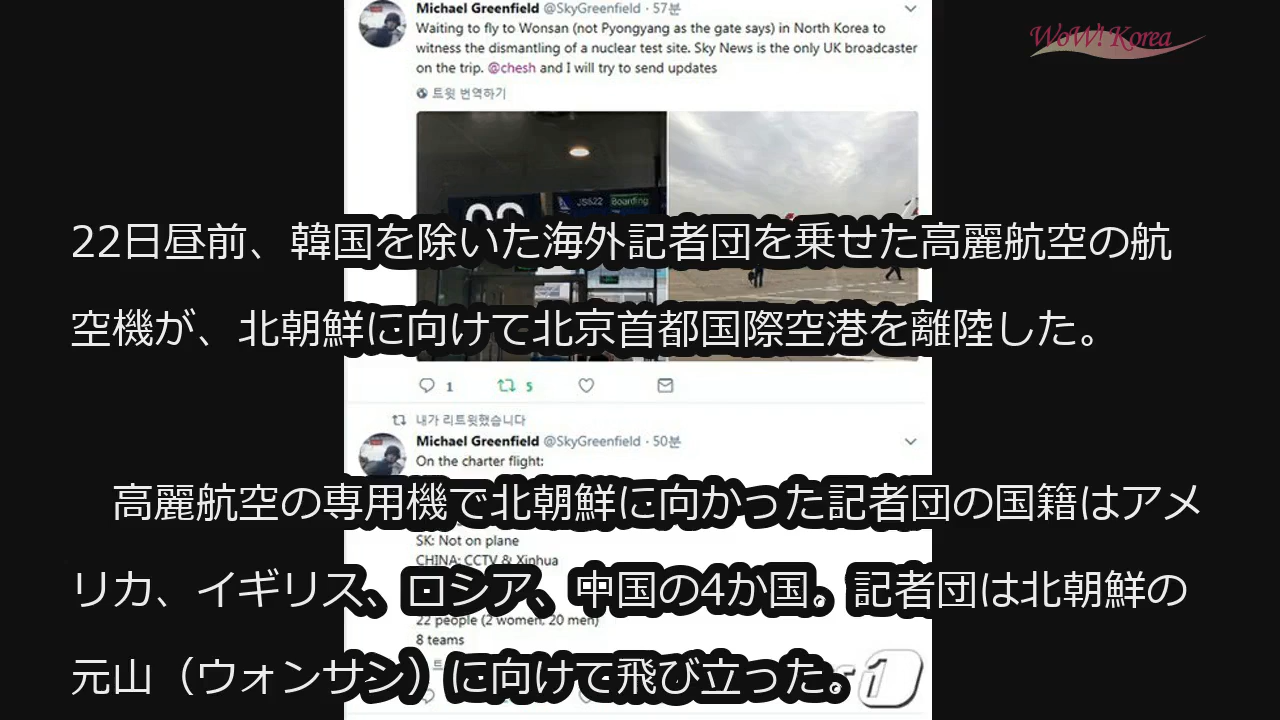 Michael Greenfield @SkyGreenfield · 57분
WoW! Korea
Waiting to fly to Wonsan (not Pyongyang as the gate says) in North Korea to
witness the dismantling of a nuclear test site. Sky News is the only UK broadcaster
on the trip. @chesh and I will try to send updates
트윗 번역하기
JS622 Boarding
22日昼前、韓国を除いた海外記者団を乗せた高麗航空の航
空機が、北朝鮮に向けて北京首都国際空港を離陸した。
1 5
내가 리트윗했습니다
Michael Greenfield @SkyGreenfield · 50분
On the charter flight:
高麗航空の専用機で北朝鮮に向かった記者団の国籍はアメ
SK: Not on plane
CHINA: CCTV & Xinhua
リカ、イギリス、ロシア、中国の4か国。記者団は北朝鮮の
22 people (2 women, 20 men)
8 teams
元山（ウォンサン）に向けて飛び立った。
1